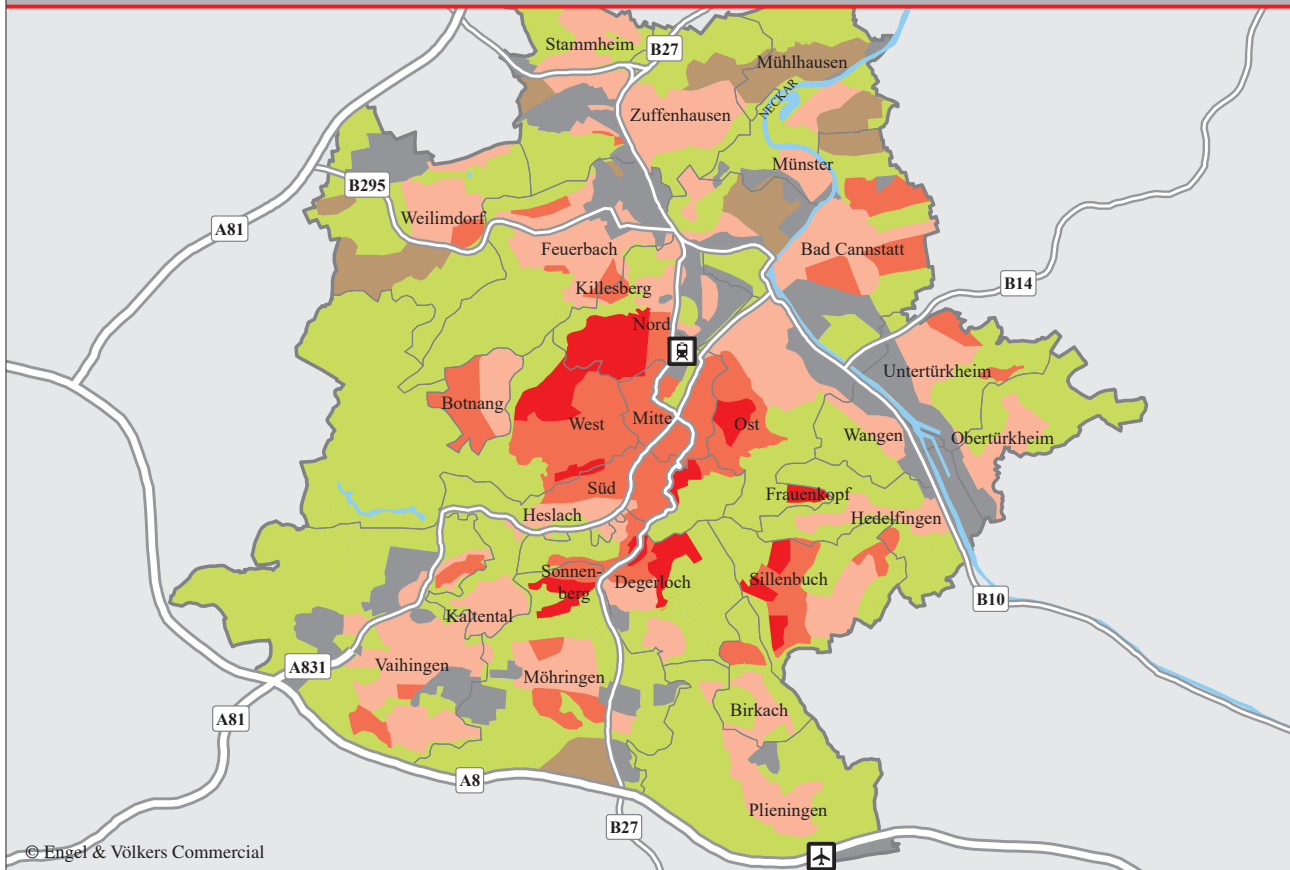 Stammheim
B27
Mühlhausen
NECKAR
Zuffenhausen
Münster
B295
Weilimdorf
A81
Feuerbach
Bad Cannstatt
Killesberg
B14
Nord
Untertürkheim
Botnang
West
Mitte
Ost
Wangen
Obertürkheim
Süd
Frauenkopf
Heslach
Hedelfingen
Sonnen-
berg
Degerloch
Sillenbuch
B10
Kaltental
A831
Vaihingen
Möhringen
A81
Birkach
A8
Plieningen
B27
© Engel & Völkers Commercial